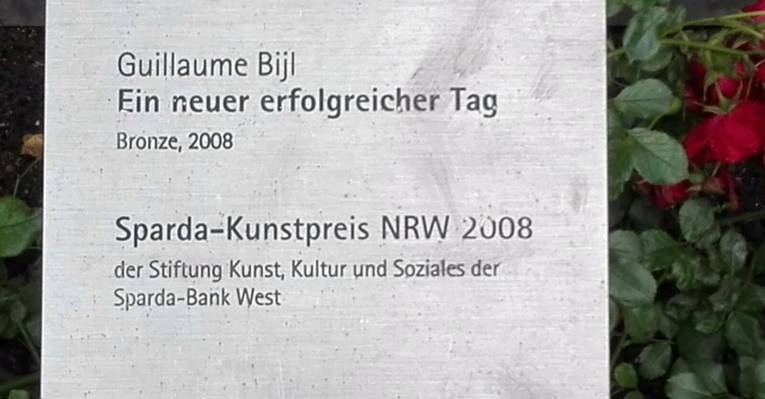 Guillaume Bijl
Ein neuer erfolgreicher Tag
Bronze, 2008
Sparda-Kunstpreis NRW 2008
der Stiftung Kunst, Kultur und Soziales der
Sparda-Bank West